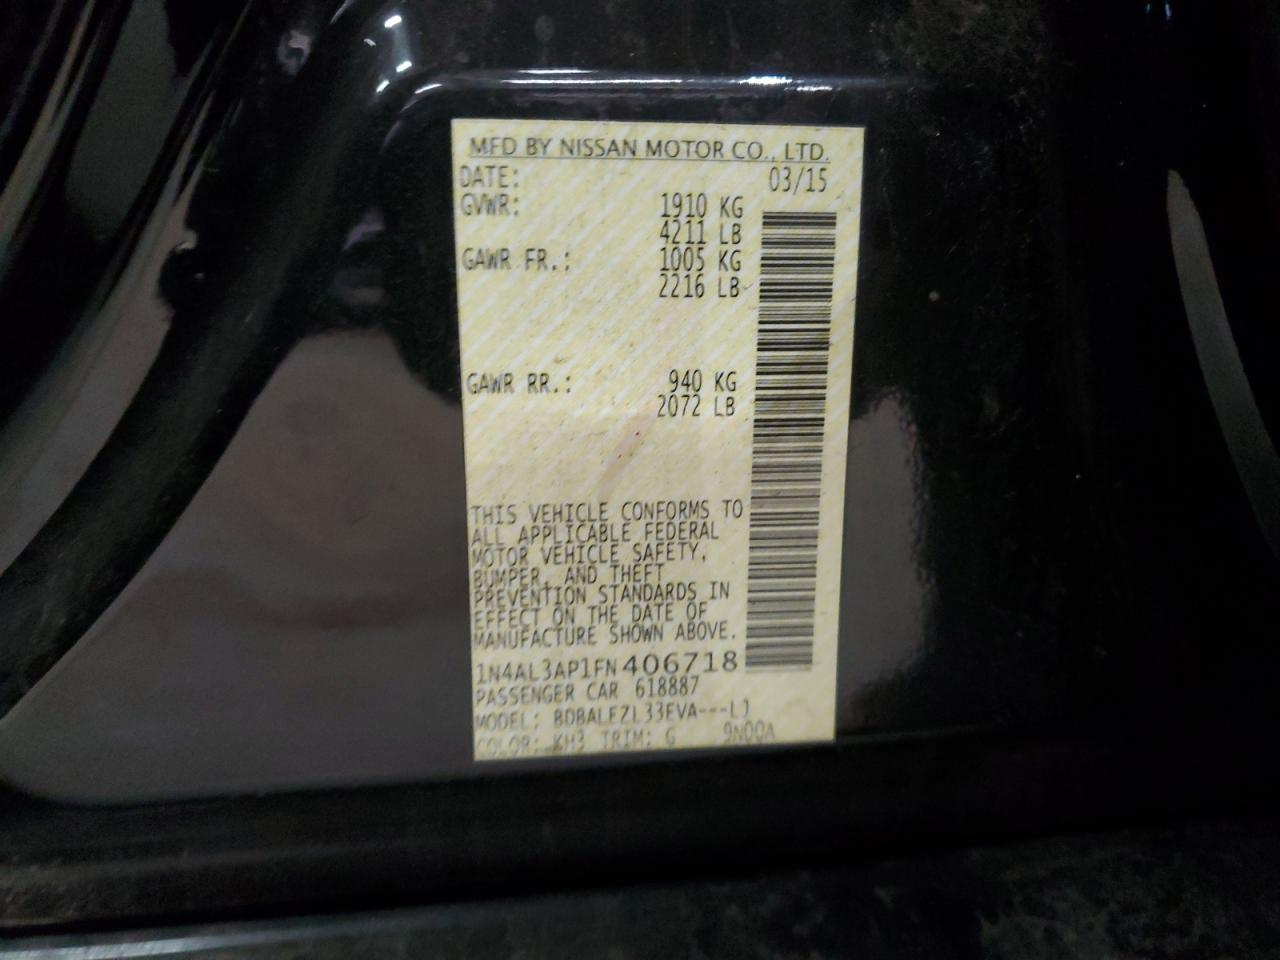 MFD BY NISSAN MOTOR CO., LTD.
DATE: 03/15
GVWR: 1910 KG
4211 LB
GAWR FR.: 1005 KG
2216 LB
GAWR RR.: 940 KG
2072 LB
THIS VEHICLE CONFORMS TO
ALL APPLICABLE FEDERAL
MOTOR VEHICLE SAFETY,
BUMPER, AND THEFT
PREVENTION STANDARDS IN
EFFECT ON THE DATE OF
MANUFACTURE SHOWN ABOVE.
1N4AL3AP1FN406718
PASSENGER CAR 618887
MODEL: BDBALEZL33EVA---LJ
COLOR: KH3 TRIM: G 9N00A